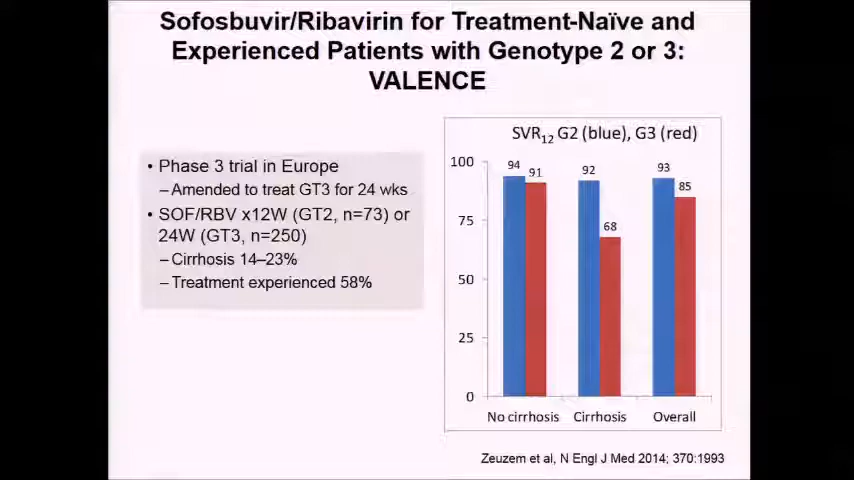 Sofosbuvir/Ribavirin for Treatment-Naïve and
Experienced Patients with Genotype 2 or 3:
VALENCE
• Phase 3 trial in Europe
–Amended to treat GT3 for 24 wks
• SOF/RBV x12W (GT2, n=73) or
24W (GT3, n=250)
–Cirrhosis 14–23%
–Treatment experienced 58%
SVR12 G2 (blue), G3 (red)
100
75
50
25
0
94
91
92
68
93
85
No cirrhosis
Cirrhosis
Overall
Zeuzem et al, N Engl J Med 2014; 370:1993